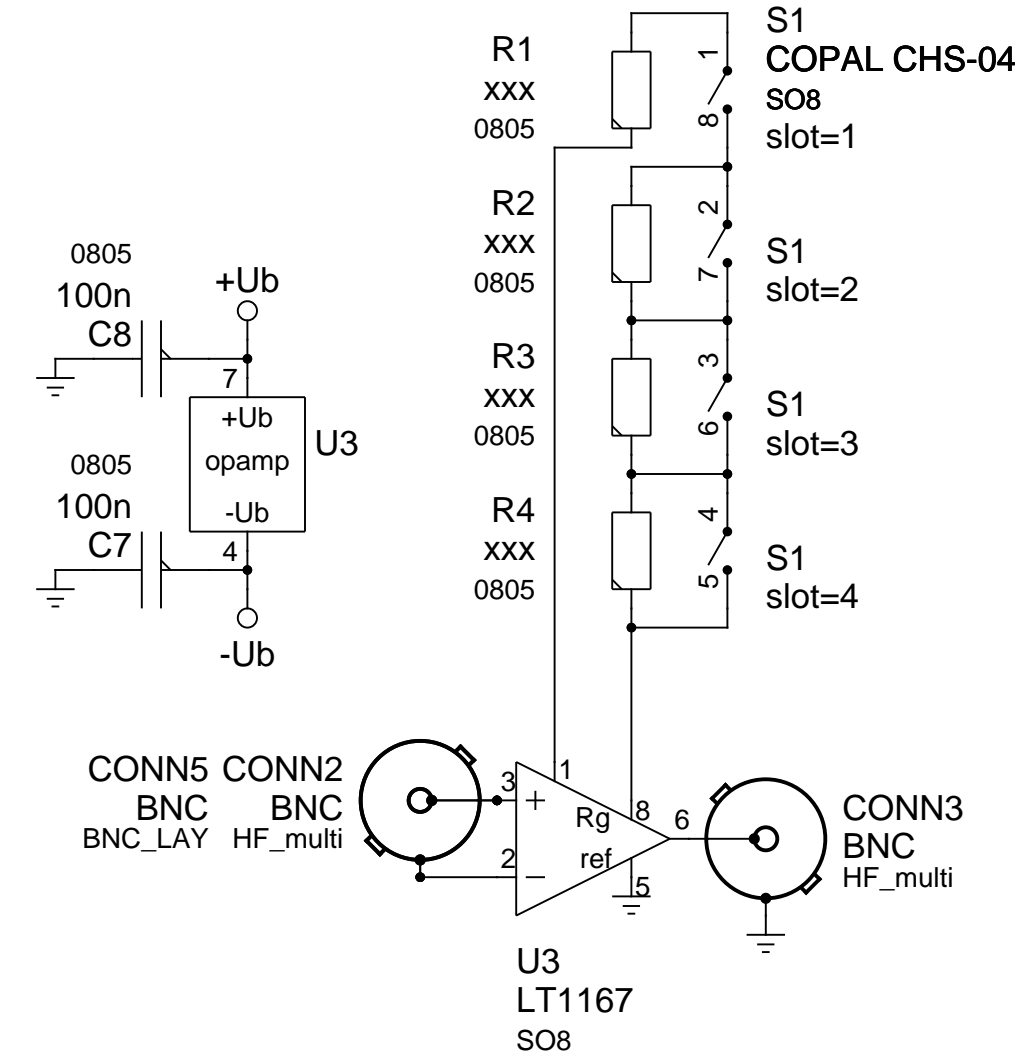 S1
COPAL CHS-04
SO8
slot=1
R1
xxx
0805
1
8
R2
xxx
0805
2
7
S1
slot=2
R3
xxx
0805
3
6
S1
slot=3
R4
xxx
0805
4
5
S1
slot=4
0805
100n
C8
+Ub
7
+Ub
opamp
-Ub
U3
0805
100n
C7
4
-Ub
CONN5
BNC
BNC_LAY
CONN2
BNC
HF_multi
3
+
2
−
1
Rg
8
ref
5
6
CONN3
BNC
HF_multi
U3
LT1167
SO8